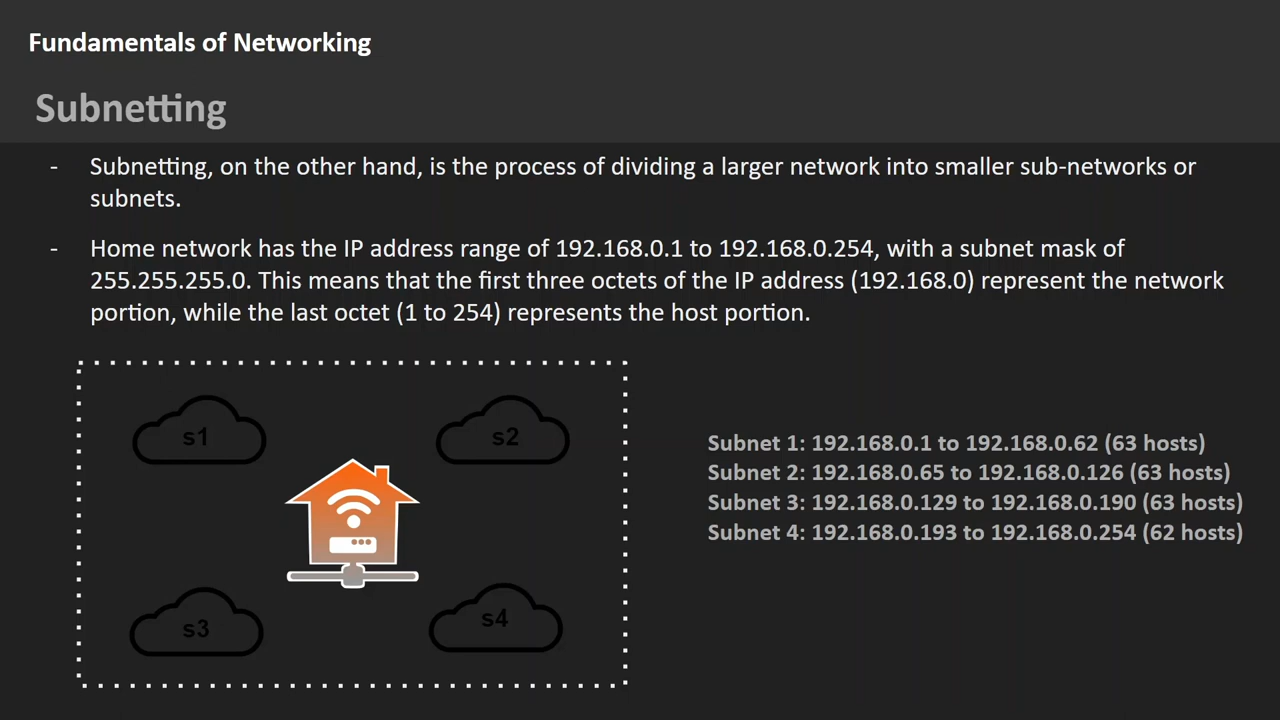 Fundamentals of Networking
Subnetting
- Subnetting, on the other hand, is the process of dividing a larger network into smaller sub-networks or
subnets.
- Home network has the IP address range of 192.168.0.1 to 192.168.0.254, with a subnet mask of
255.255.255.0. This means that the first three octets of the IP address (192.168.0) represent the network
portion, while the last octet (1 to 254) represents the host portion.
s1
s2
s3
s4
Subnet 1: 192.168.0.1 to 192.168.0.62 (63 hosts)
Subnet 2: 192.168.0.65 to 192.168.0.126 (63 hosts)
Subnet 3: 192.168.0.129 to 192.168.0.190 (63 hosts)
Subnet 4: 192.168.0.193 to 192.168.0.254 (62 hosts)